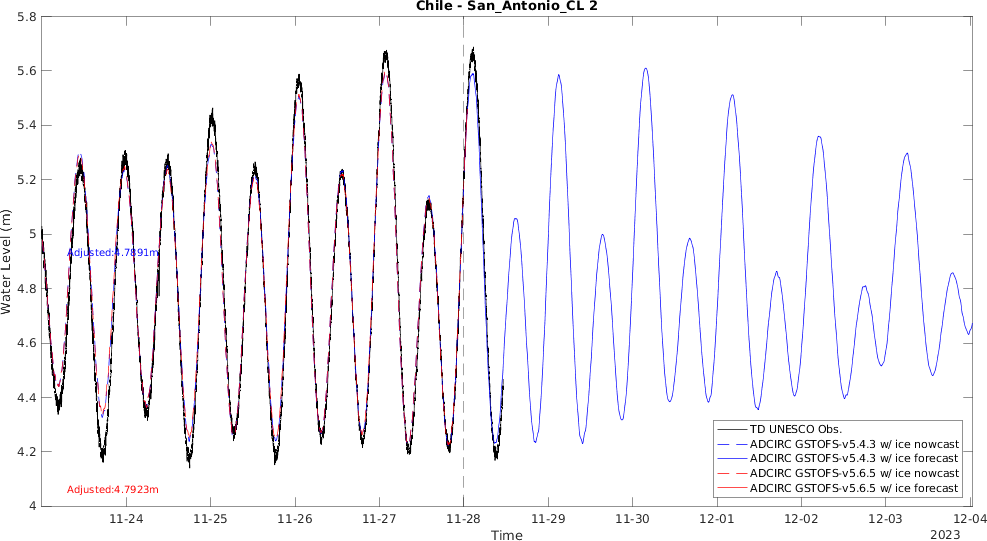 Chile - San_Antonio_CL 2
Water Level (m)
5.8
5.6
5.4
5.2
5
4.8
4.6
4.4
4.2
4
Adjusted:4.7891m
Adjusted:4.7923m
TD UNESCO Obs.
ADCIRC GSTOFS-v5.4.3 w/ ice nowcast
ADCIRC GSTOFS-v5.4.3 w/ ice forecast
ADCIRC GSTOFS-v5.6.5 w/ ice nowcast
ADCIRC GSTOFS-v5.6.5 w/ ice forecast
11-24 11-25 11-26 11-27 11-28 11-29 11-30 12-01 12-02 12-03 12-04
Time
2023